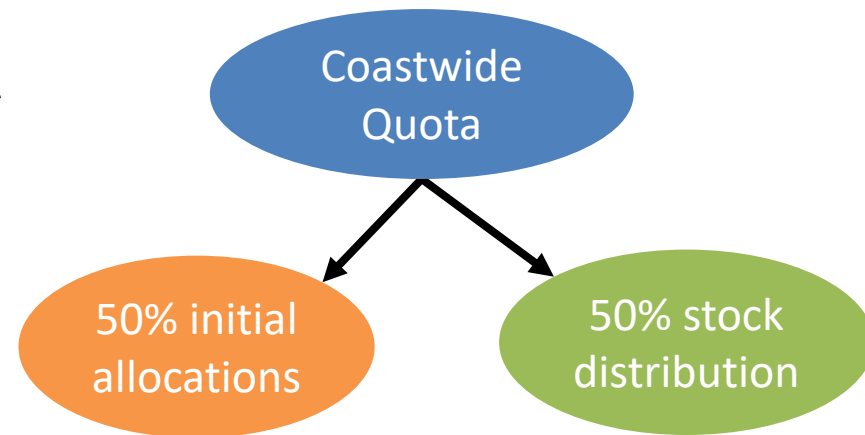 Coastwide
Quota
50% initial
allocations
50% stock
distribution